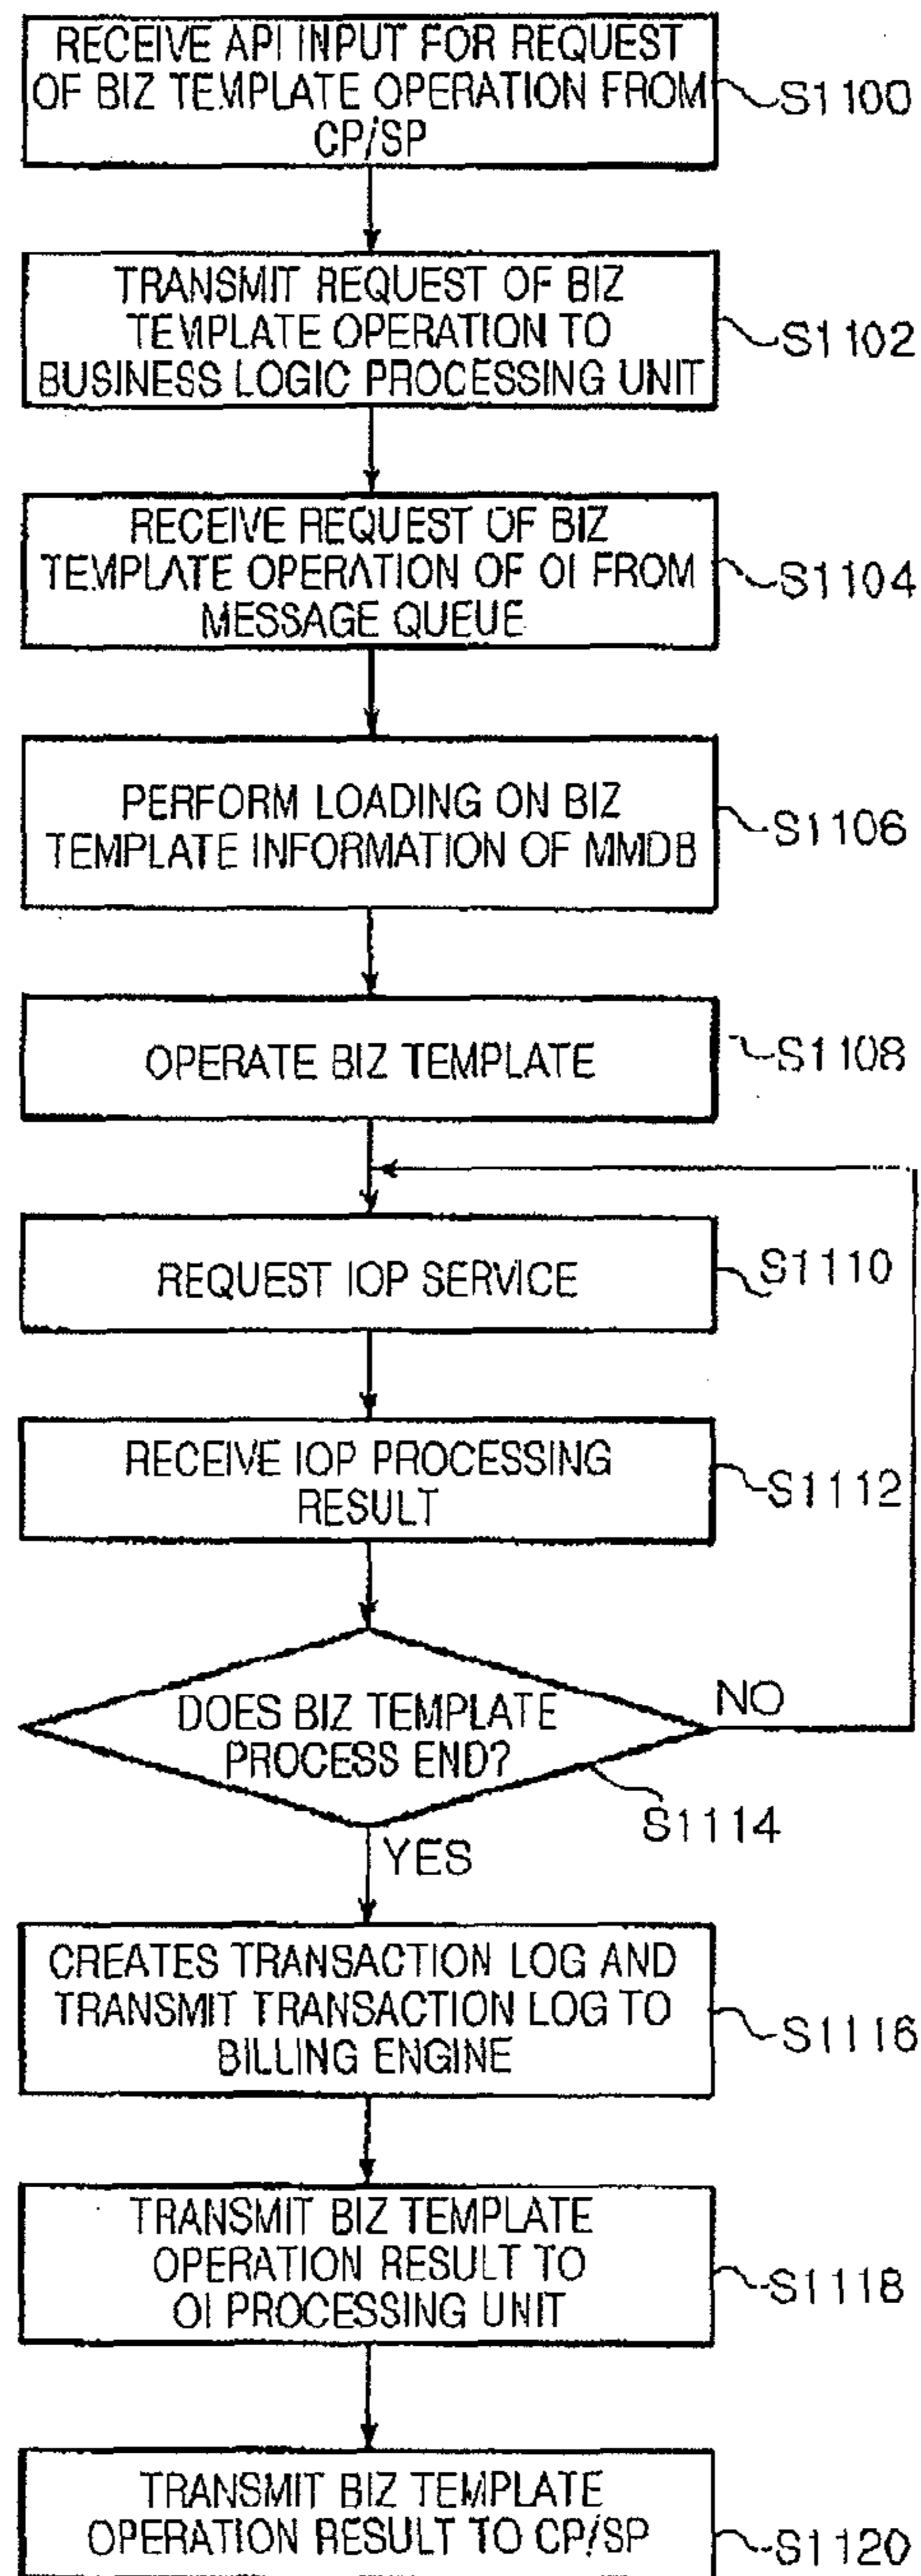 RECEIVE API INPUT FOR REQUEST
OF BIZ TEMPLATE OPERATION FROM
CP/SP
S1100
TRANSMIT REQUEST OF BIZ
TEMPLATE OPERATION TO
BUSINESS LOGIC PROCESSING UNIT
S1102
RECEIVE REQUEST OF BIZ
TEMPLATE OPERATION OF OI FROM
MESSAGE QUEUE
S1104
PERFORM LOADING ON BIZ
TEMPLATE INFORMATION OF MMDB
S1106
OPERATE BIZ TEMPLATE
S1108
REQUEST IOP SERVICE
S1110
RECEIVE IOP PROCESSING
RESULT
S1112
DOES BIZ TEMPLATE
PROCESS END?
NO
S1114
YES
CREATES TRANSACTION LOG AND
TRANSMIT TRANSACTION LOG TO
BILLING ENGINE
S1116
TRANSMIT BIZ TEMPLATE
OPERATION RESULT TO
OI PROCESSING UNIT
S1118
TRANSMIT BIZ TEMPLATE
OPERATION RESULT TO CP/SP
S1120